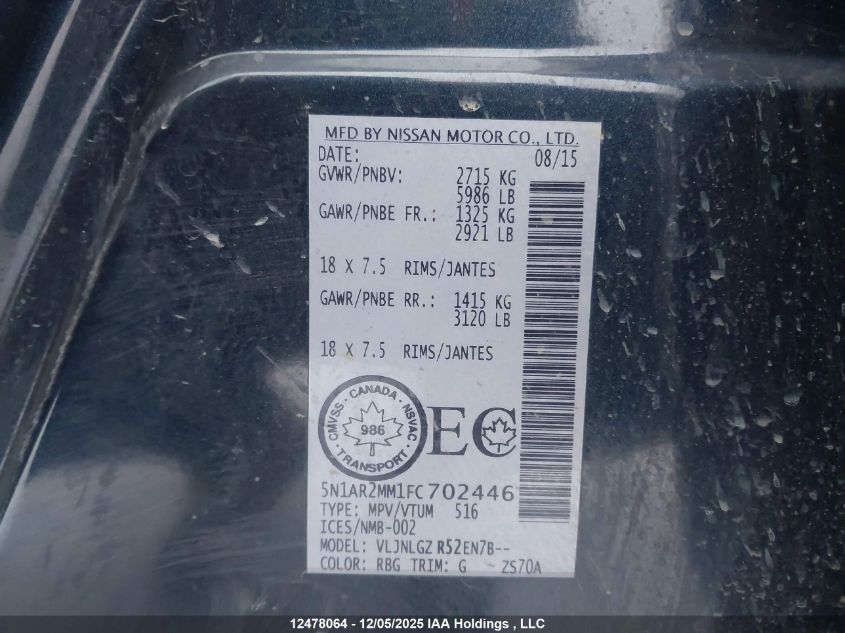 MFD BY NISSAN MOTOR CO., LTD.
DATE: 08/15
GVWR/PNBV: 2715 KG
5986 LB
GAWR/PNBE FR.: 1325 KG
2921 LB
18 X 7.5 RIMS/JANTES
GAWR/PNBE RR.: 1415 KG
3120 LB
18 X 7.5 RIMS/JANTES
CANADA
CMVSS 986 NSVAC
TRANSPORT
EC
5N1AR2MM1FC702446
TYPE: MPV/VTUM 516
ICES/NMB-002
MODEL: VLJNLGZ R52EN7B--
COLOR: RBG TRIM: G ZS70A
12478064 - 12/05/2025 IAA Holdings , LLC